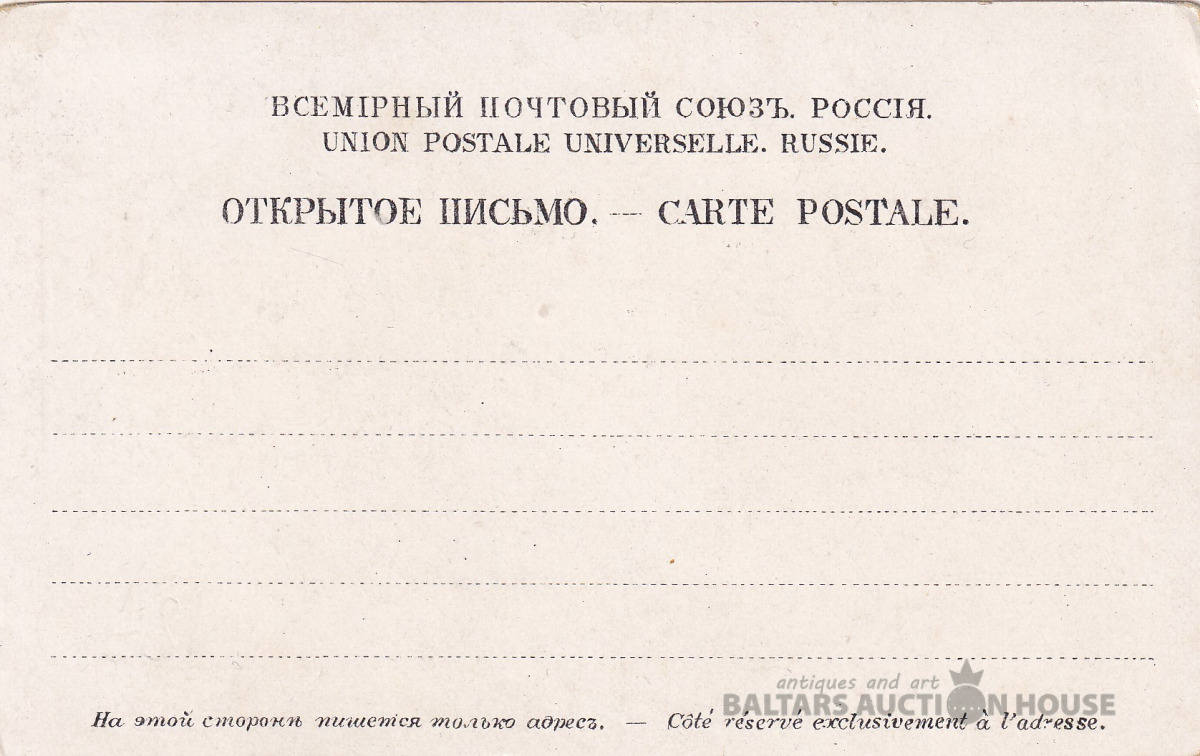 ВСЕМІРНЫЙ ПОЧТОВЫЙ СОЮЗЪ. РОССІЯ.
UNION POSTALE UNIVERSELLE. RUSSIE.
ОТКРЫТОЕ ПИСЬМО. — CARTE POSTALE.
antiques and art
BALTARS AUCTION HOUSE
На этой сторонѣ пишется только адресъ. — Côté réservé exclusivement à l'adresse.